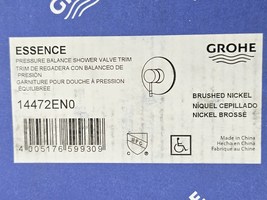 ESSENCE
PRESSURE BALANCE SHOWER VALVE TRIM
TRIM DE REGADERA CON BALANCEO DE
PRESIÓN
GARNITURE POUR DOUCHE À PRESSION
ÉQUILIBRÉE
14472EN0
4 005176 599309
GROHE
BRUSHED NICKEL
NÍQUEL CEPILLADO
NICKEL BROSSÉ
Made in China
Hecho en China
Fabriqué au Chine